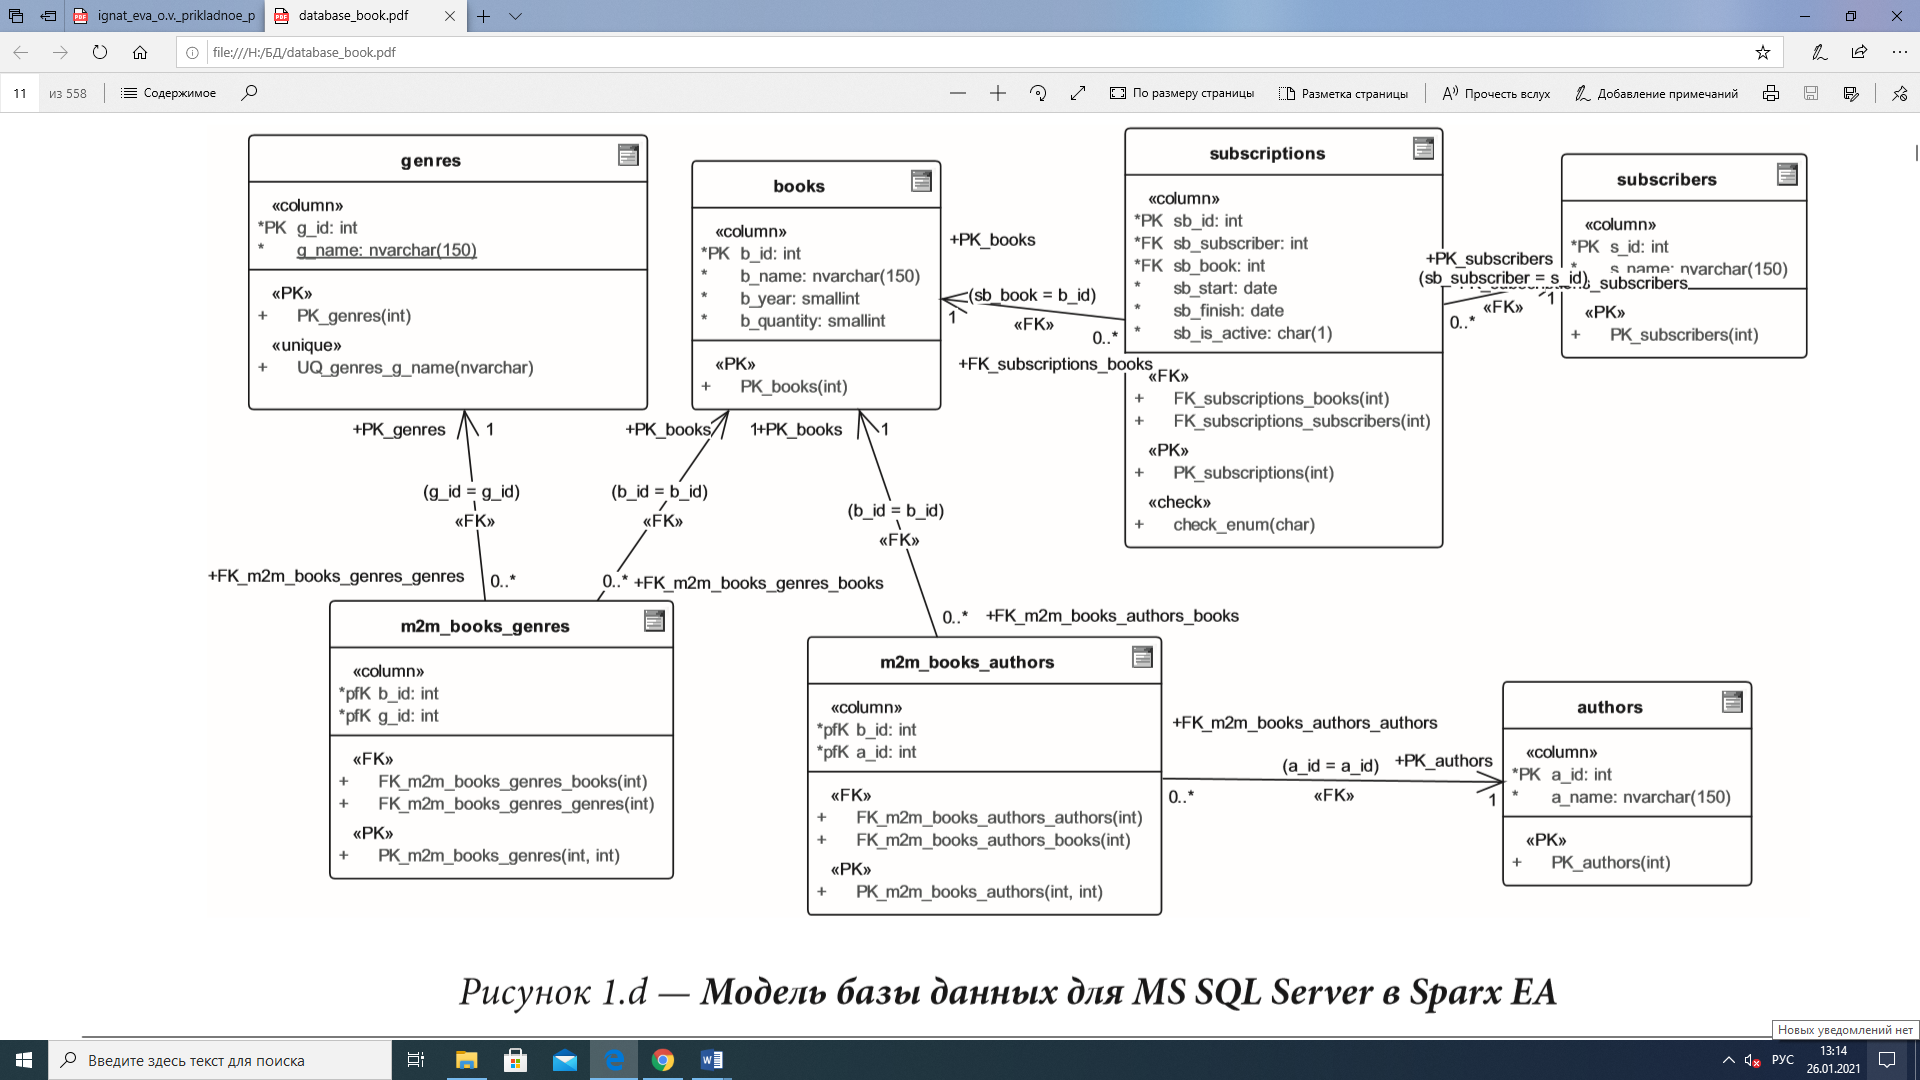 ignat_eva_o.v._prikladnoe_p
database_book.pdf
file:///H:/БД/database_book.pdf
11 из 558
Содержимое
По размеру страницы
Разметка страницы
Прочесть вслух
Добавление примечаний
genres
«column»
*PK g_id: int
* g_name: nvarchar(150)
«PK»
+ PK_genres(int)
«unique»
+ UQ_genres_g_name(nvarchar)
books
«column»
*PK b_id: int
* b_name: nvarchar(150)
* b_year: smallint
* b_quantity: smallint
«PK»
+ PK_books(int)
+PK_books
(sb_book = b_id)
1
«FK»
0..*
+FK_subscriptions_books
subscriptions
«column»
*PK sb_id: int
*FK sb_subscriber: int
*FK sb_book: int
* sb_start: date
* sb_finish: date
* sb_is_active: char(1)
«FK»
+ FK_subscriptions_books(int)
+ FK_subscriptions_subscribers(int)
«PK»
+ PK_subscriptions(int)
«check»
+ check_enum(char)
+PK_subscribers
(sb_subscriber = s_id)
1
«FK»
0..*
subscribers
«column»
*PK s_id: int
* s_name: nvarchar(150)
«PK»
+ PK_subscribers(int)
+PK_genres 1
(g_id = g_id)
«FK»
+FK_m2m_books_genres_genres 0..*
+PK_books 1
(b_id = b_id)
«FK»
0..* +FK_m2m_books_genres_books
+PK_books 1
(b_id = b_id)
«FK»
0..* +FK_m2m_books_authors_books
m2m_books_genres
«column»
*pfK b_id: int
*pfK g_id: int
«FK»
+ FK_m2m_books_genres_books(int)
+ FK_m2m_books_genres_genres(int)
«PK»
+ PK_m2m_books_genres(int, int)
m2m_books_authors
«column»
*pfK b_id: int
*pfK a_id: int
«FK»
+ FK_m2m_books_authors_authors(int)
+ FK_m2m_books_authors_books(int)
«PK»
+ PK_m2m_books_authors(int, int)
+FK_m2m_books_authors_authors
(a_id = a_id) +PK_authors
0..* «FK» 1
authors
«column»
*PK a_id: int
* a_name: nvarchar(150)
«PK»
+ PK_authors(int)
Рисунок 1.d — Модель базы данных для MS SQL Server в Sparx EA
Новых уведомлений нет
Введите здесь текст для поиска
РУС
13:14
26.01.2021